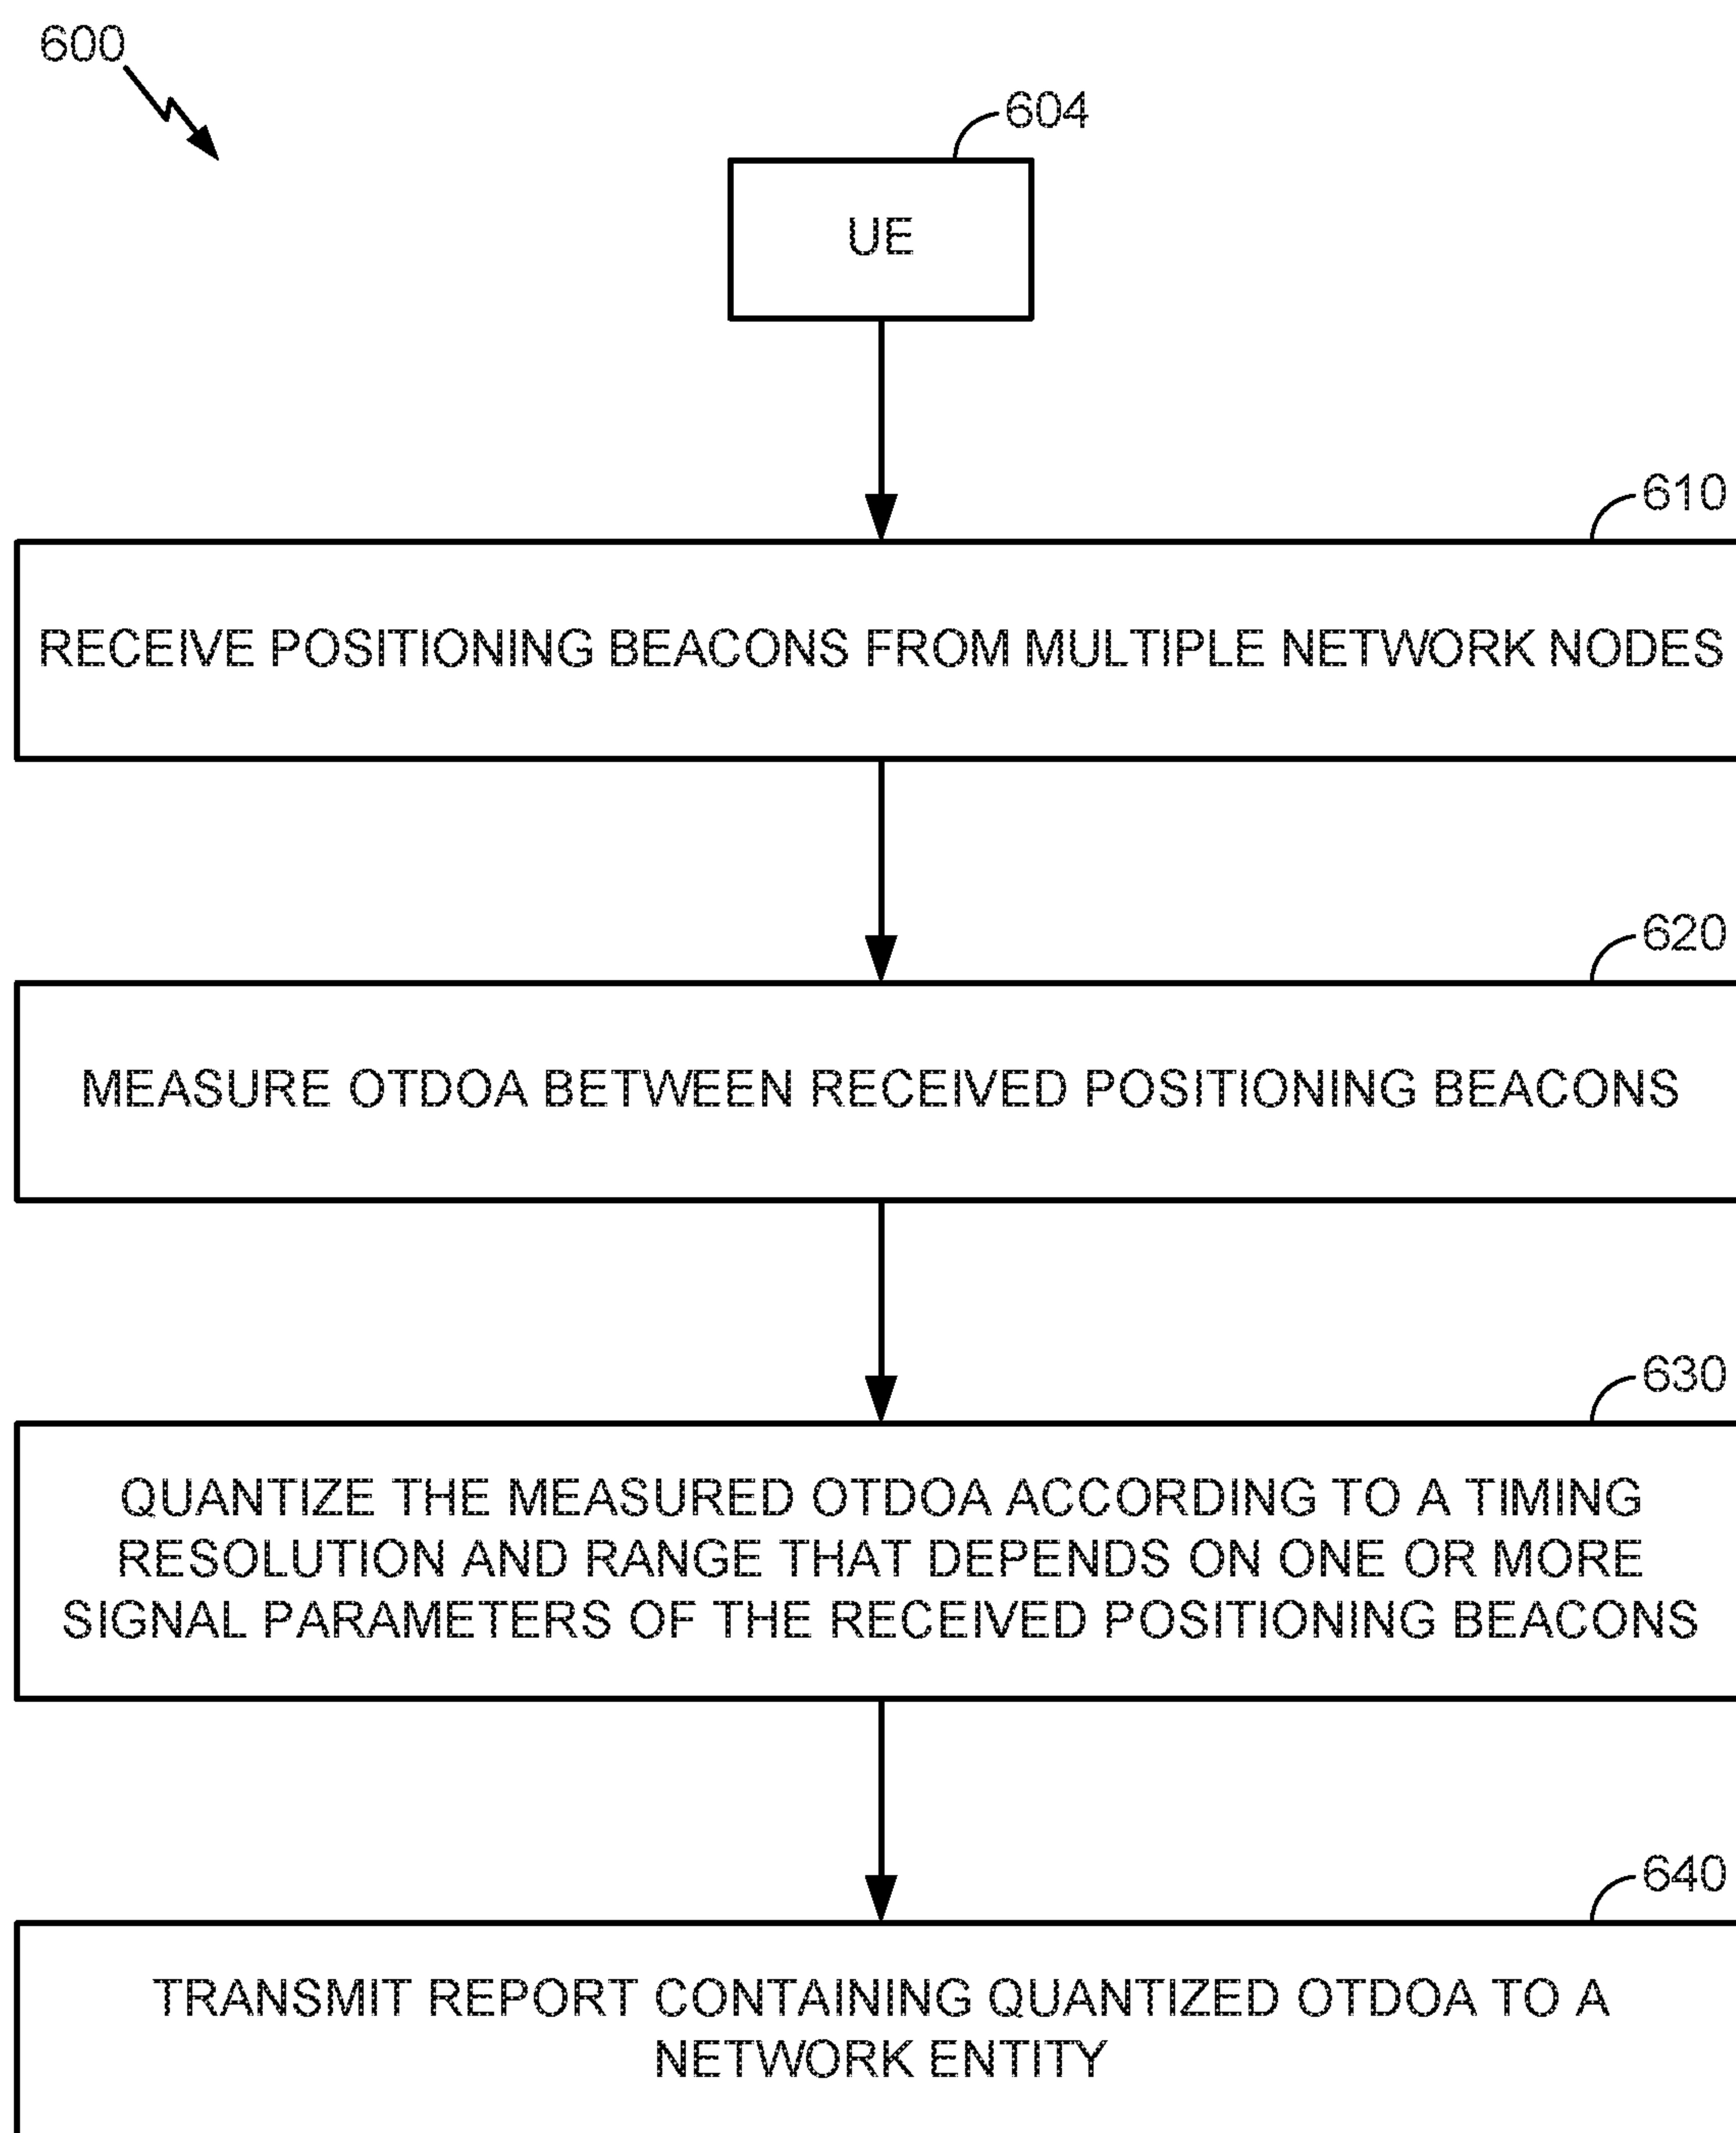 600
604
UE
610
RECEIVE POSITIONING BEACONS FROM MULTIPLE NETWORK NODES
620
MEASURE OTDOA BETWEEN RECEIVED POSITIONING BEACONS
630
QUANTIZE THE MEASURED OTDOA ACCORDING TO A TIMING
RESOLUTION AND RANGE THAT DEPENDS ON ONE OR MORE
SIGNAL PARAMETERS OF THE RECEIVED POSITIONING BEACONS
640
TRANSMIT REPORT CONTAINING QUANTIZED OTDOA TO A
NETWORK ENTITY